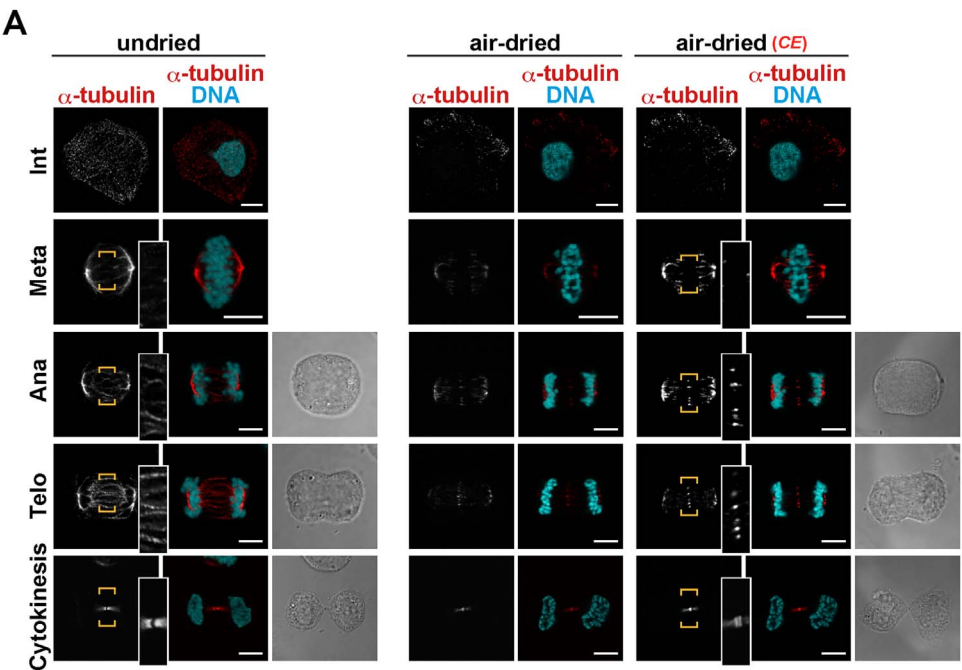 A
undried
air-dried
air-dried (CE)
α-tubulin
α-tubulin
DNA
α-tubulin
α-tubulin
DNA
α-tubulin
α-tubulin
DNA
Int
Meta
Ana
Telo
Cytokinesis